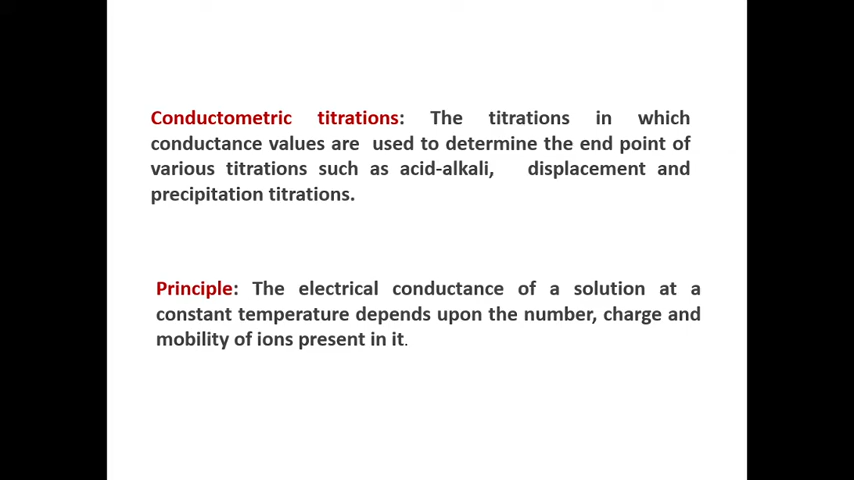 Conductometric titrations: The titrations in which
conductance values are used to determine the end point of
various titrations such as acid-alkali, displacement and
precipitation titrations.
Principle: The electrical conductance of a solution at a
constant temperature depends upon the number, charge and
mobility of ions present in it.